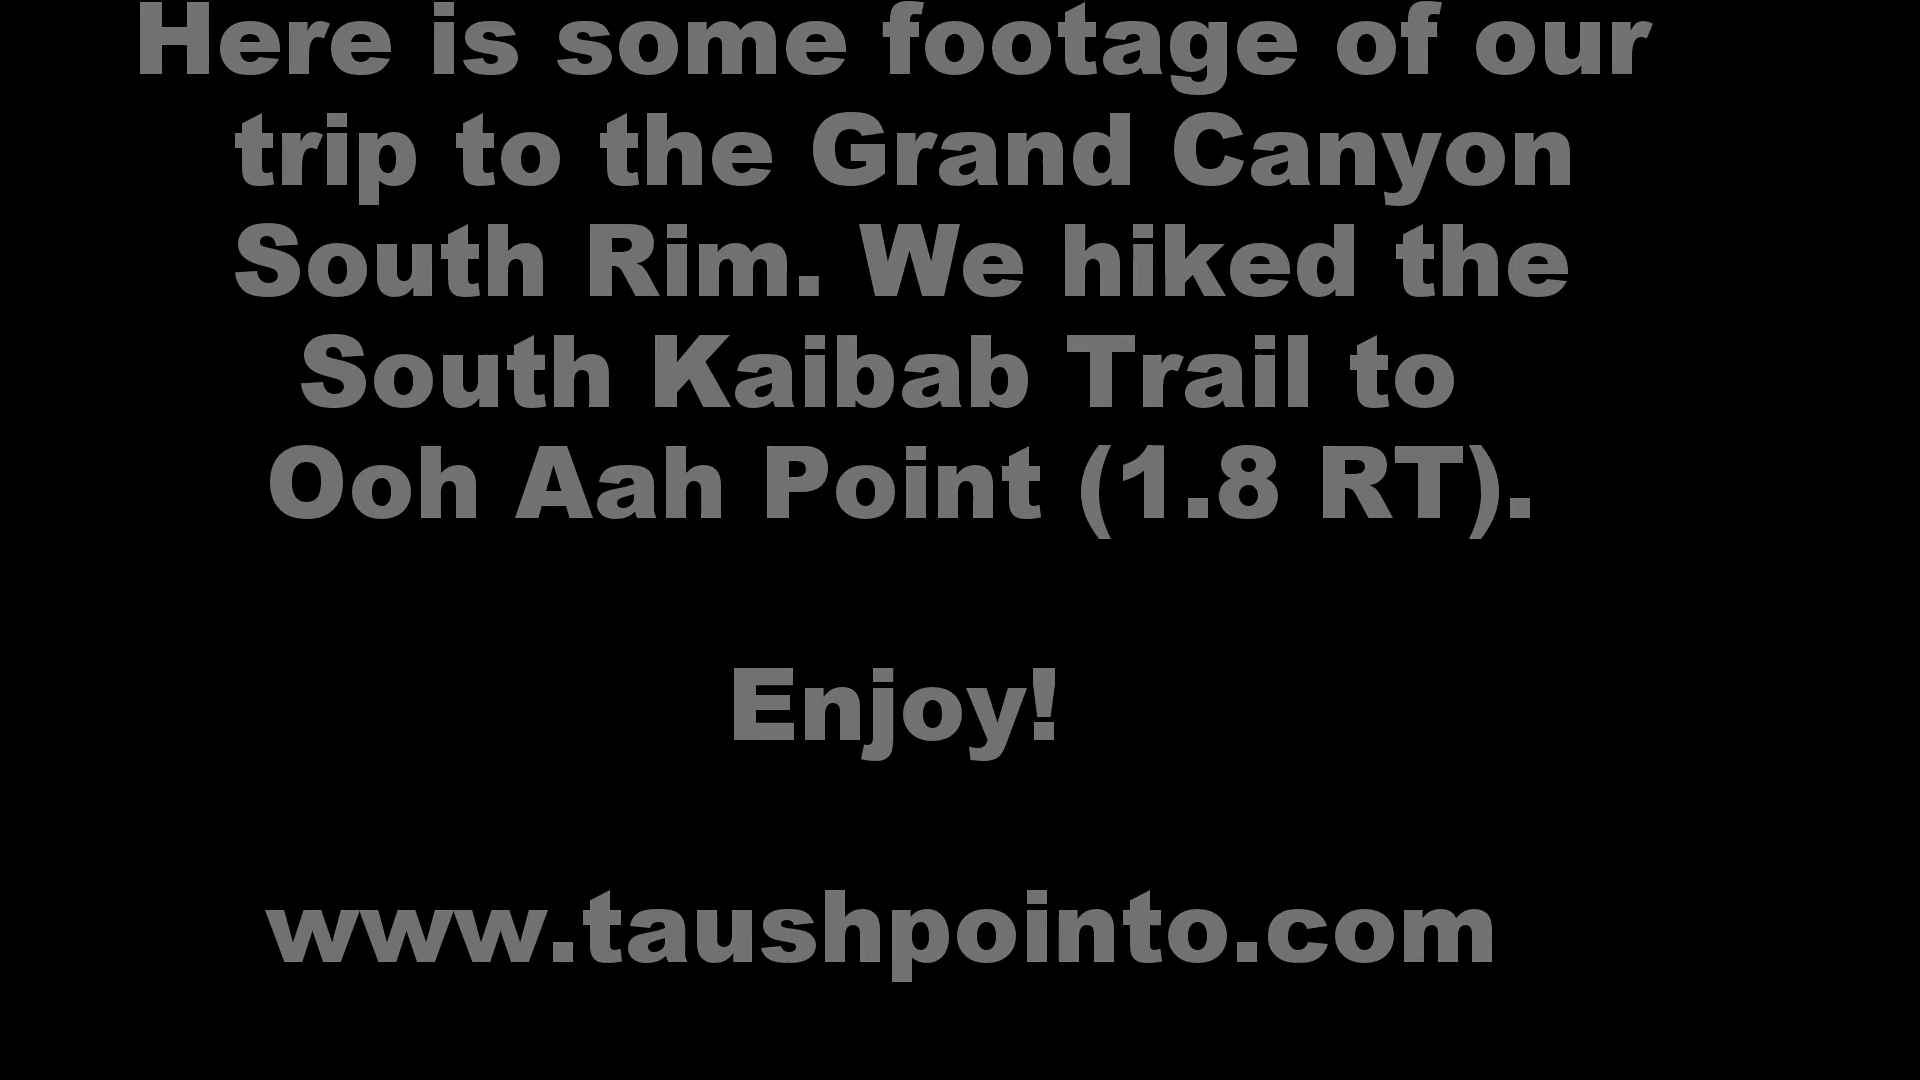 Here is some footage of our
trip to the Grand Canyon
South Rim. We hiked the
South Kaibab Trail to
Ooh Aah Point (1.8 RT).
Enjoy!
www.taushpointo.com